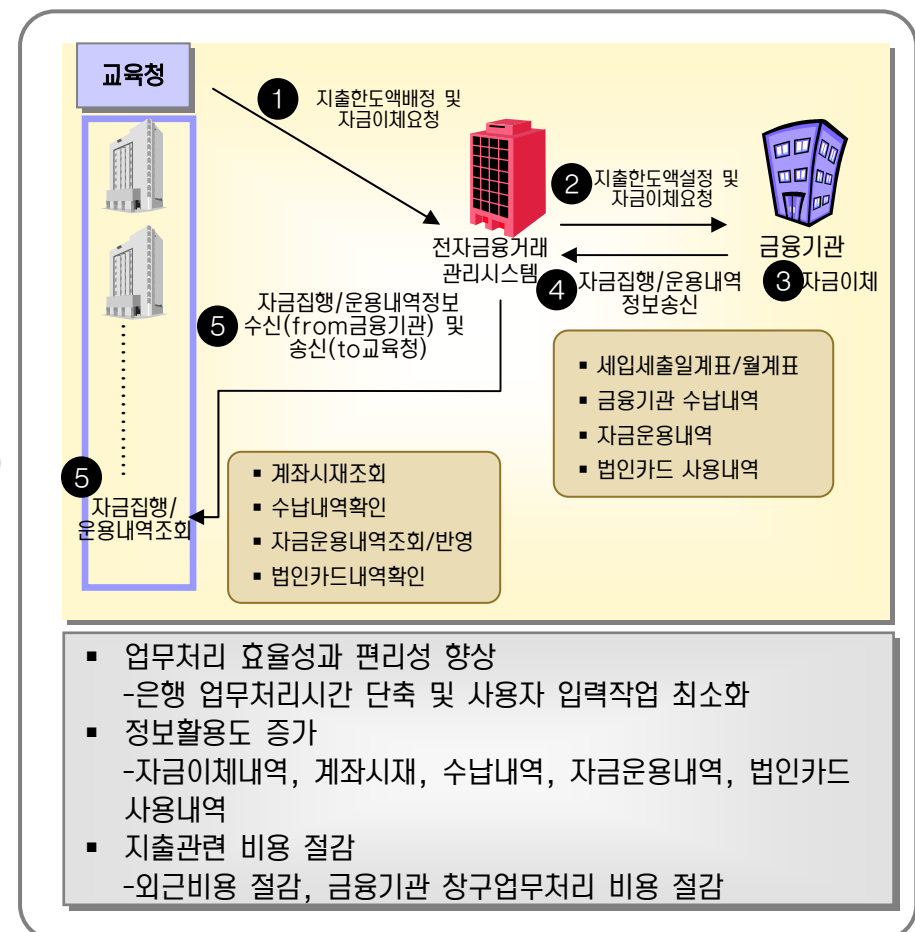 교육청
1
지출한도액배정 및
자금이체요청
2
지출한도액설정 및
자금이체요청
전자금융거래
관리시스템
금융기관
3
자금이체
4
자금집행/운용내역
정보송신
5
자금집행/운용내역정보
수신(from금융기관) 및
송신(to교육청)
▪ 세입세출일계표/월계표
▪ 금융기관 수납내역
▪ 자금운용내역
▪ 법인카드 사용내역
5
자금집행/
운용내역조회
▪ 계좌시재조회
▪ 수납내역확인
▪ 자금운용내역조회/반영
▪ 법인카드내역확인
▪ 업무처리 효율성과 편리성 향상
-은행 업무처리시간 단축 및 사용자 입력작업 최소화
▪ 정보활용도 증가
-자금이체내역, 계좌시재, 수납내역, 자금운용내역, 법인카드
사용내역
▪ 지출관련 비용 절감
-외근비용 절감, 금융기관 창구업무처리 비용 절감